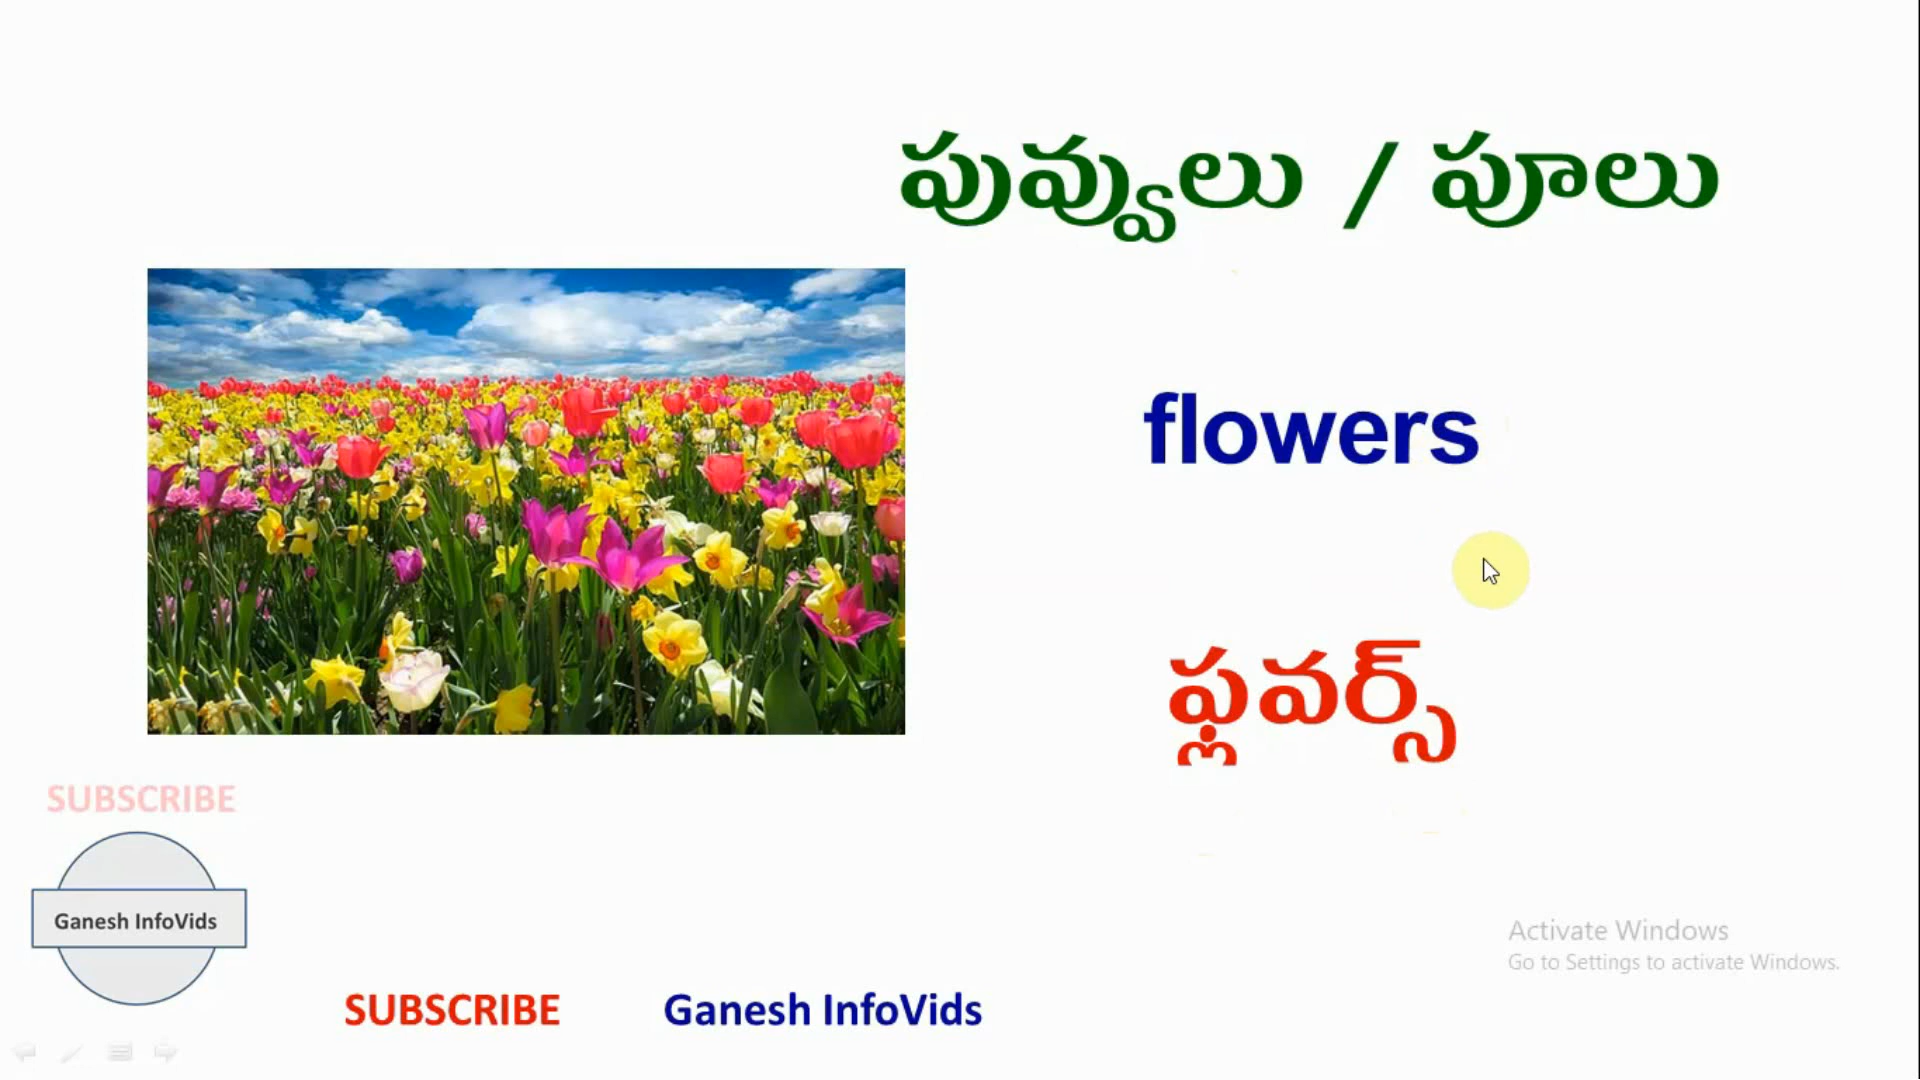 పువ్వులు / పూలు
flowers
ఫ్లవర్స్
SUBSCRIBE
Ganesh InfoVids
Activate Windows
Go to Settings to activate Windows.
SUBSCRIBE Ganesh InfoVids